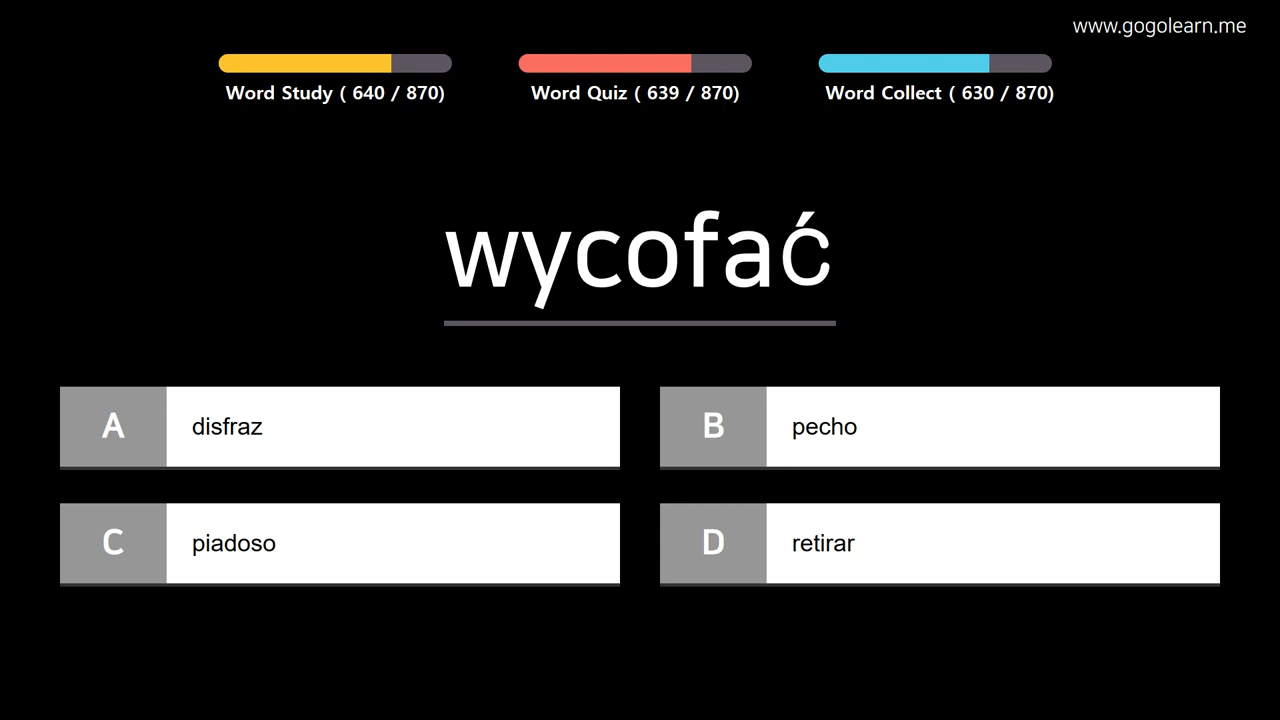 www.gogolearn.me
Word Study ( 640 / 870)
Word Quiz ( 639 / 870)
Word Collect ( 630 / 870)
wycofać
A disfraz
B pecho
C piadoso
D retirar